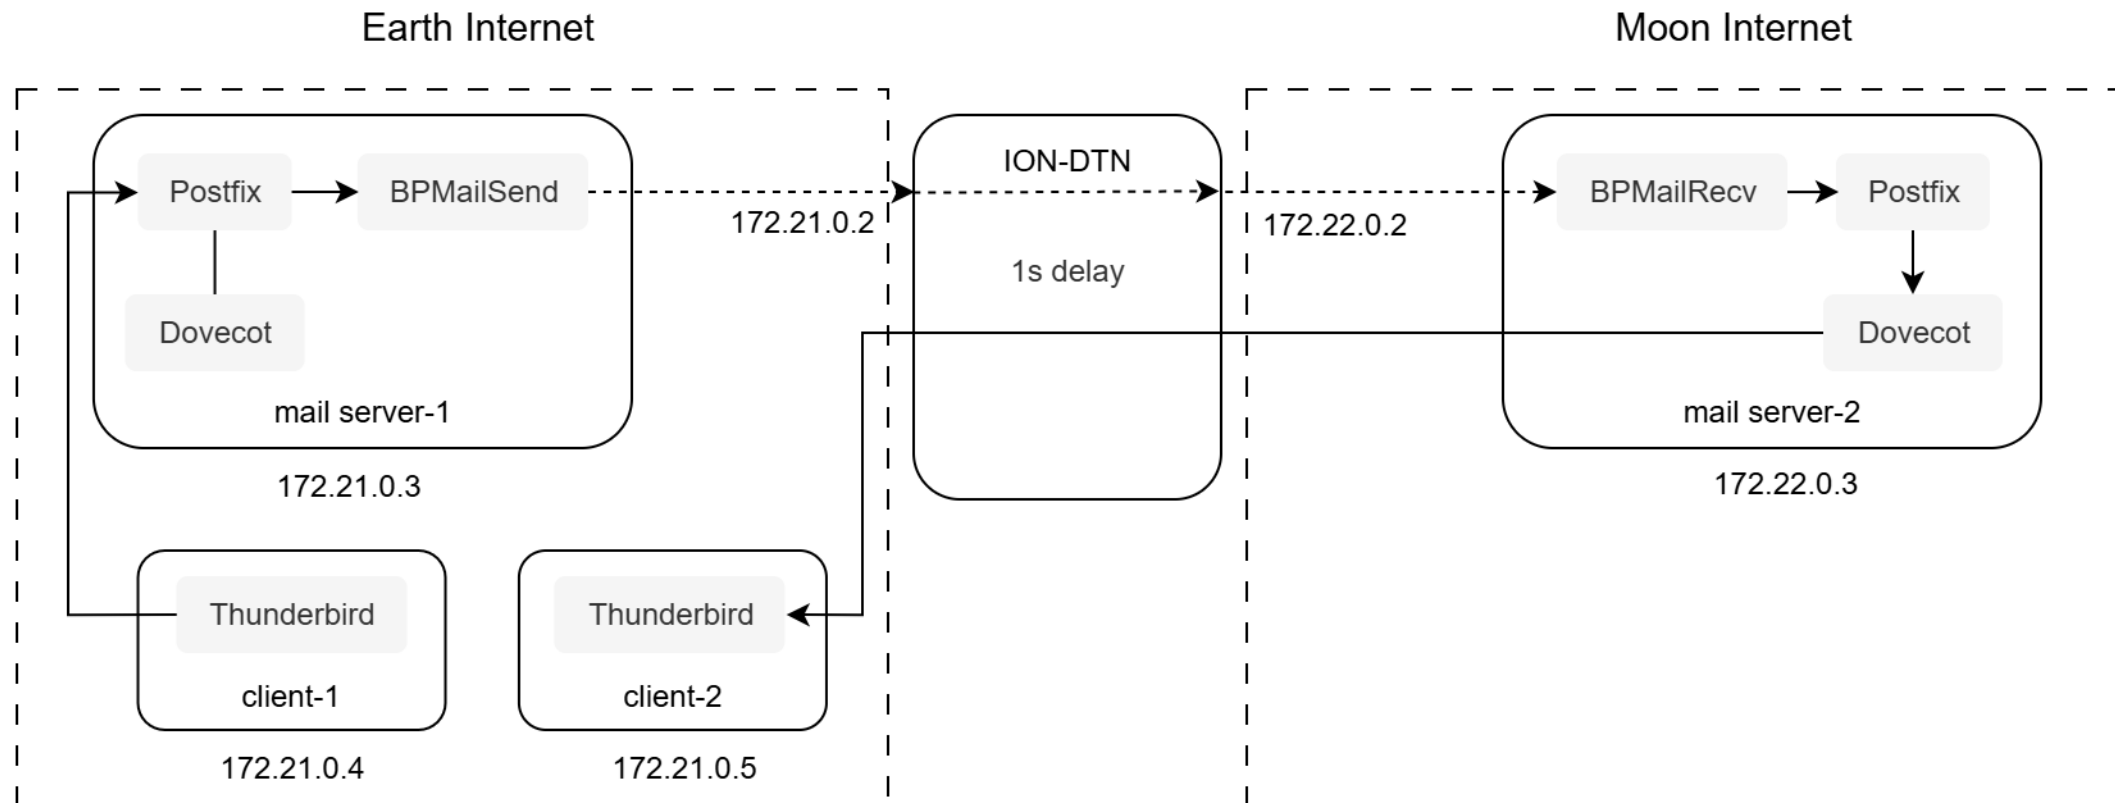 Earth Internet
Moon Internet
Postfix
BPMailSend
172.21.0.2
Dovecot
mail server-1
172.21.0.3
ION-DTN
1s delay
172.22.0.2
BPMailRecv
Postfix
Dovecot
mail server-2
172.22.0.3
Thunderbird
client-1
172.21.0.4
Thunderbird
client-2
172.21.0.5